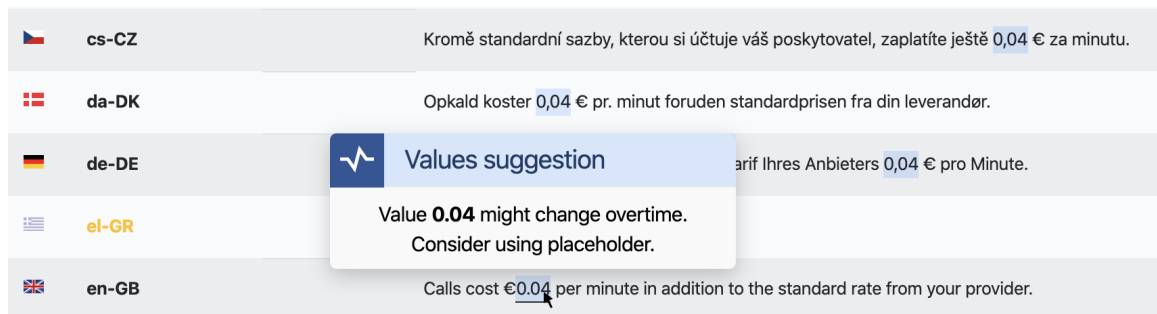 cs-CZ Kromě standardní sazby, kterou si účtuje váš poskytovatel, zaplatíte ještě 0,04 € za minutu.
da-DK Opkald koster 0,04 € pr. minut foruden standardprisen fra din leverandør.
de-DE arif Ihres Anbieters 0,04 € pro Minute.
Values suggestion
Value 0.04 might change overtime.
Consider using placeholder.
el-GR
en-GB Calls cost €0.04 per minute in addition to the standard rate from your provider.